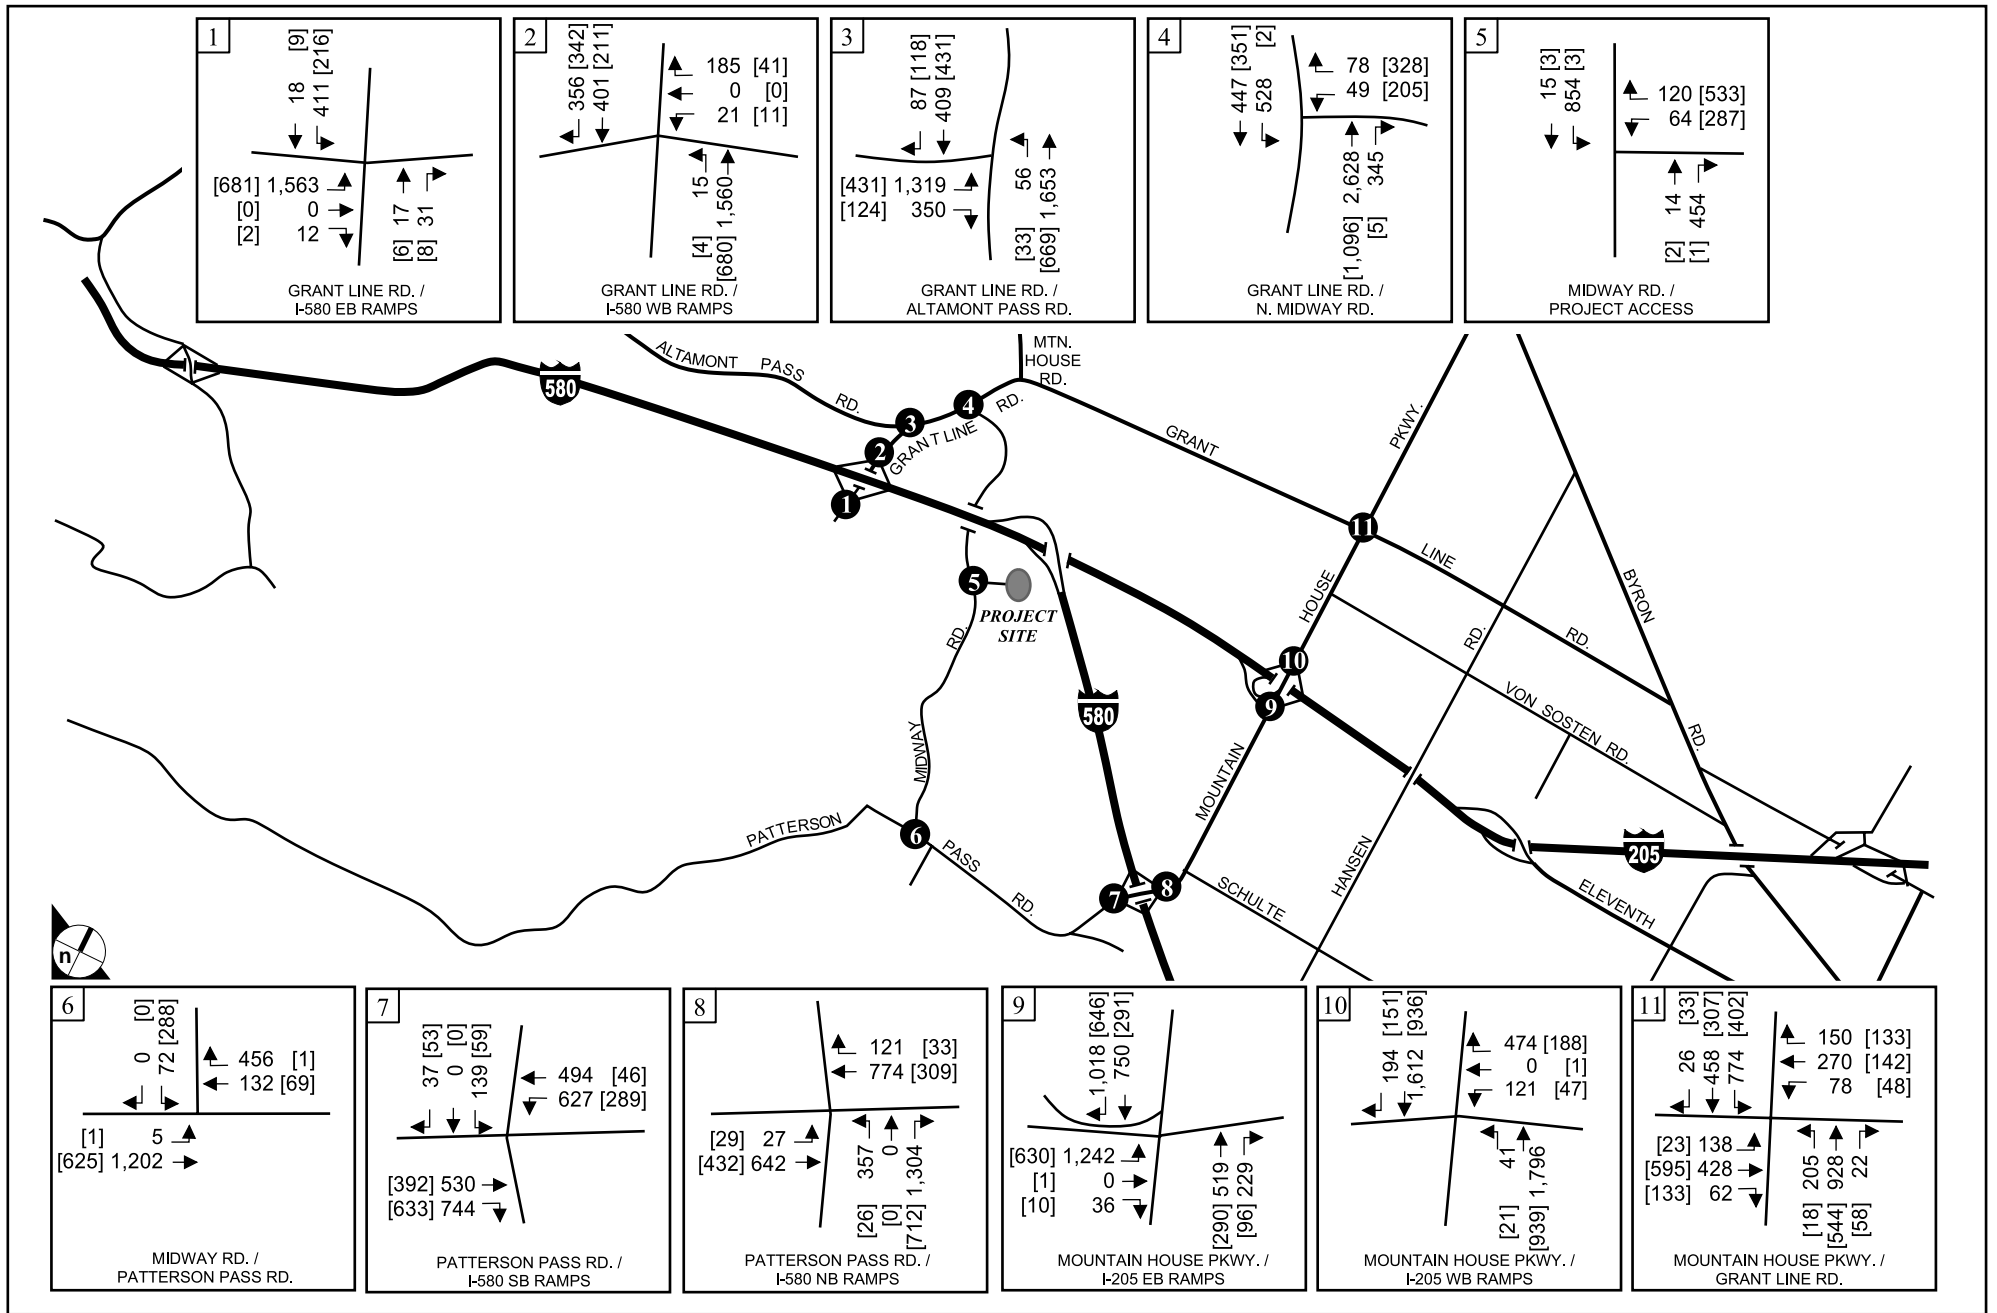 1
18 [9]
411 [216]
[681] 1,563
[0] 0
[2] 12
[6] 17
[8] 31
GRANT LINE RD. /
I-580 EB RAMPS
2
356 [342]
401 [211]
185 [41]
0 [0]
21 [11]
[4] 15
[680] 1,560
GRANT LINE RD. /
I-580 WB RAMPS
3
87 [118]
409 [431]
[431] 1,319
[124] 350
[33] 56
[669] 1,653
GRANT LINE RD. /
ALTAMONT PASS RD.
4
447 [351]
528 [2]
78 [328]
49 [205]
[1,096] 2,628
[5] 345
GRANT LINE RD. /
N. MIDWAY RD.
5
15 [3]
854 [3]
120 [533]
64 [287]
[2] 14
[1] 454
MIDWAY RD. /
PROJECT ACCESS
ALTAMONT PASS RD.
MTN.
HOUSE
RD.
580
4
RD.
3
GRANT LINE
2
1
GRANT
PKWY.
11
LINE
5
PROJECT
SITE
HOUSE
BYRON
RD.
RD.
RD.
10
9
VON SOSTEN RD.
RD.
580
MIDWAY
MOUNTAIN
PATTERSON
6
PASS
RD.
7
8
SCHULTE
HANSEN
205
ELEVENTH
n
6
0 [0]
72 [288]
456 [1]
132 [69]
[1] 5
[625] 1,202
MIDWAY RD. /
PATTERSON PASS RD.
7
37 [53]
0 [0]
139 [59]
494 [46]
627 [289]
[392] 530
[633] 744
PATTERSON PASS RD. /
I-580 SB RAMPS
8
121 [33]
774 [309]
[29] 27
[432] 642
[26] 357
[0] 0
[712] 1,304
PATTERSON PASS RD. /
I-580 NB RAMPS
9
1,018 [646]
750 [291]
[630] 1,242
[1] 0
[10] 36
[290] 519
[96] 229
MOUNTAIN HOUSE PKWY. /
I-205 EB RAMPS
10
194 [151]
1,612 [936]
474 [188]
0 [1]
121 [47]
[21] 41
[939] 1,796
MOUNTAIN HOUSE PKWY. /
I-205 WB RAMPS
11
26 [33]
458 [307]
774 [402]
150 [133]
270 [142]
78 [48]
[23] 138
[595] 428
[133] 62
[18] 205
[544] 928
[58] 22
MOUNTAIN HOUSE PKWY. /
GRANT LINE RD.